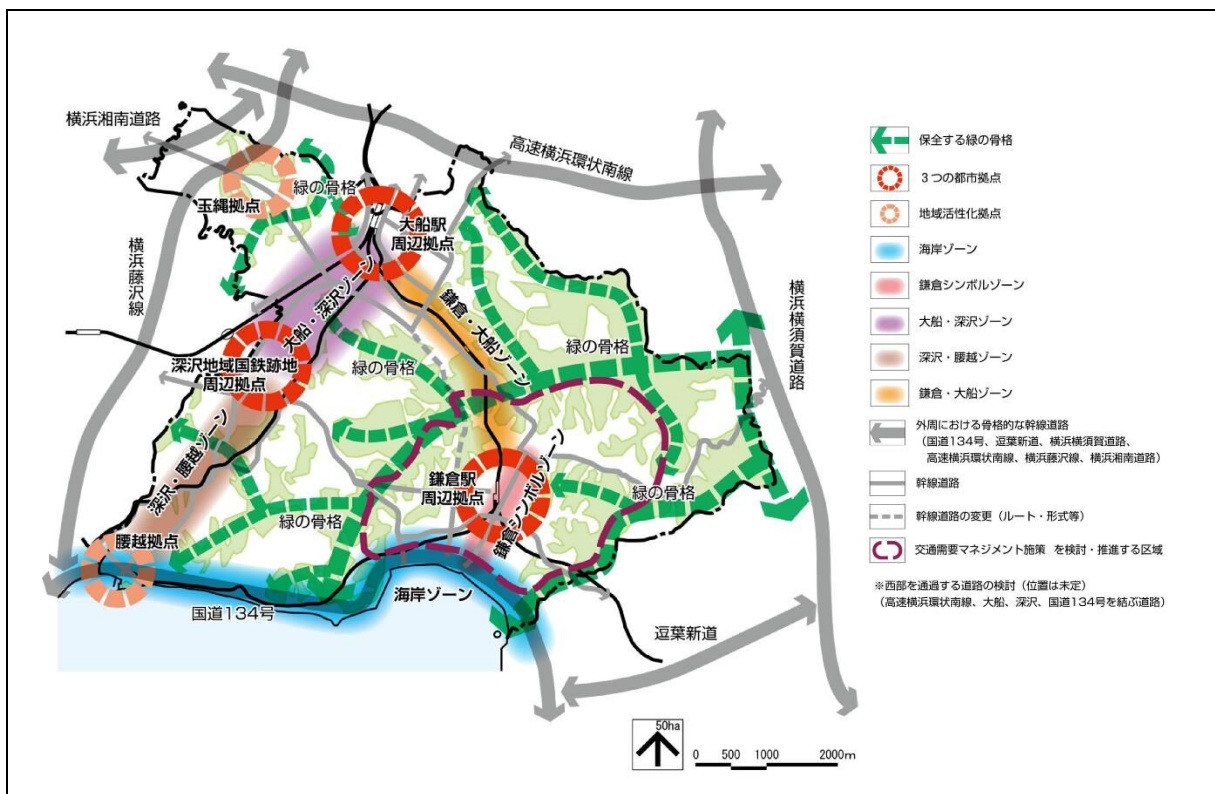 横浜湘南道路
高速横浜環状南線
玉縄拠点
緑の骨格
大船駅
周辺拠点
横浜藤沢線
大船・深沢ゾーン
鎌倉・大船ゾーン
横浜横須賀道路
深沢地域国鉄跡地
周辺拠点
緑の骨格
緑の骨格
深沢・腰越ゾーン
鎌倉駅
周辺拠点
鎌倉シンボルゾーン
緑の骨格
緑の骨格
腰越拠点
国道134号
海岸ゾーン
逗葉新道
保全する緑の骨格
3つの都市拠点
地域活性化拠点
海岸ゾーン
鎌倉シンボルゾーン
大船・深沢ゾーン
深沢・腰越ゾーン
鎌倉・大船ゾーン
外周における骨格的な幹線道路
(国道134号、逗葉新道、横浜横須賀道路、
高速横浜環状南線、横浜藤沢線、横浜湘南道路)
幹線道路
幹線道路の変更(ルート・形式等)
交通需要マネジメント施策 を検討・推進する区域
※西部を通過する道路の検討(位置は未定)
(高速横浜環状南線、大船、深沢、国道134号を結ぶ道路)
50ha
0 500 1000 2000m